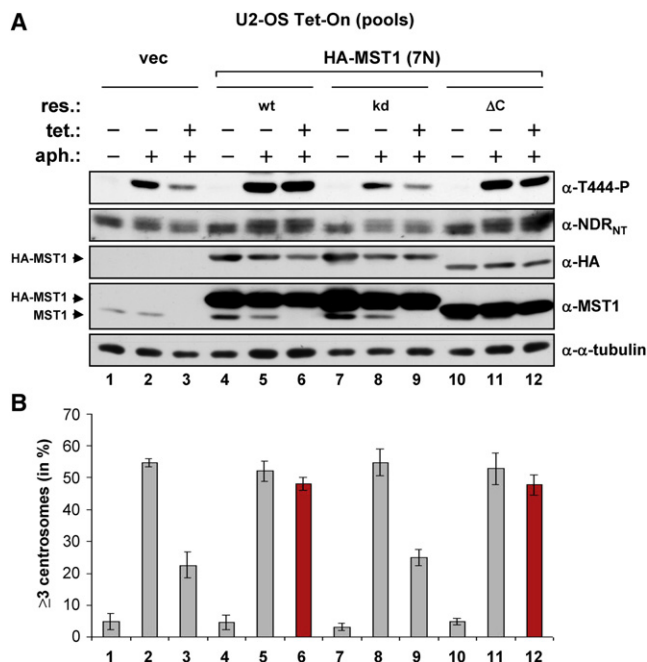 U2-OS Tet-On (pools)
A
vec HA-MST1 (7N)
res.: wt kd ΔC
tet.: – – + – – + – – + – – +
aph.: – + + – + + – + + – + +
α-T444-P
α-NDRNT
HA-MST1 α-HA
HA-MST1
MST1 α-MST1
α-α-tubulin
1 2 3 4 5 6 7 8 9 10 11 12
B
≥3 centrosomes (in %)
70
60
50
40
30
20
10
0
1 2 3 4 5 6 7 8 9 10 11 12